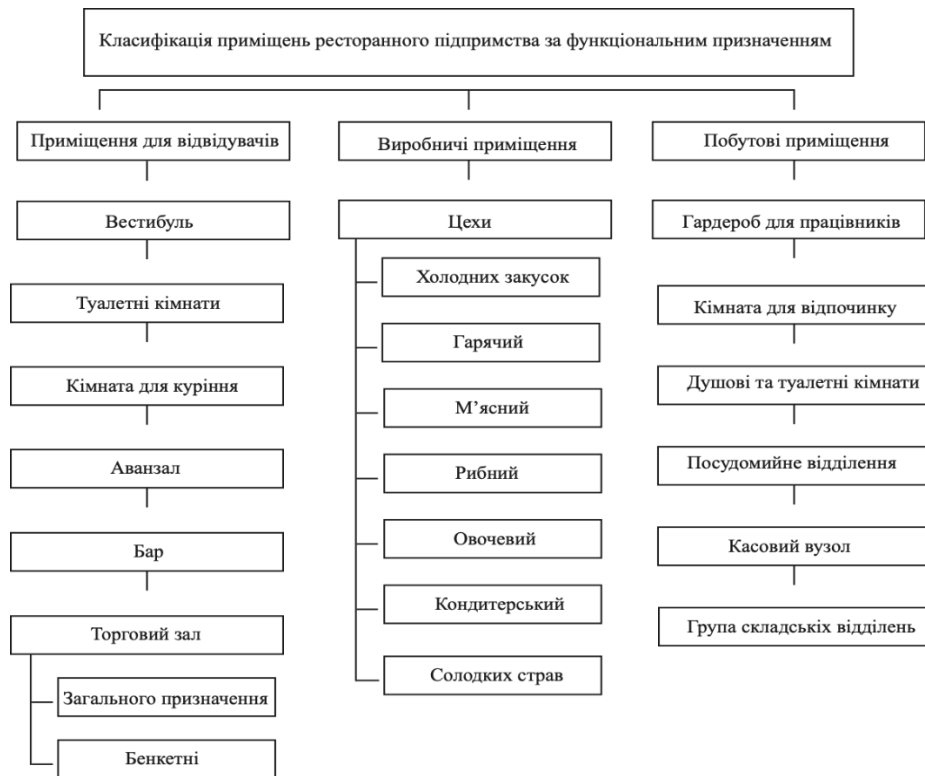 Класифікація приміщень ресторанного підпримства за функціональним призначенням
Приміщення для відвідувачів
Вестибуль
Туалетні кімнати
Кімната для куріння
Аванзал
Бар
Торговий зал
Загального призначення
Бенкетні
Виробничі приміщення
Цехи
Холодних закусок
Гарячий
М’ясний
Рибний
Овочевий
Кондитерський
Солодких страв
Побутові приміщення
Гардероб для працівників
Кімната для відпочинку
Душові та туалетні кімнати
Посудомийне відділення
Касовий вузол
Група складськіх відділень